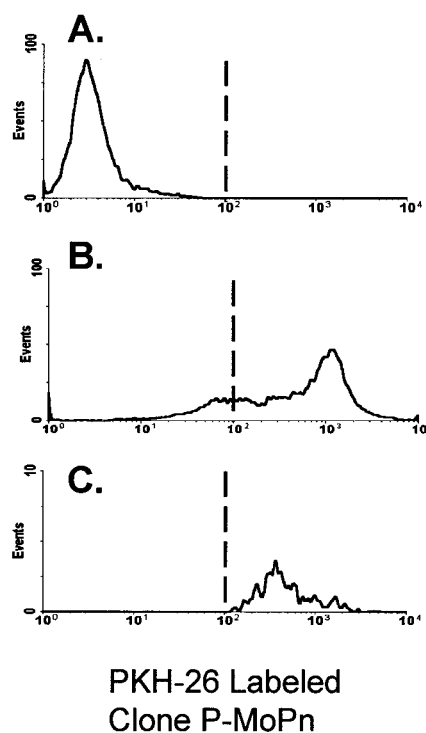 A.
100
Events
0
10⁰ 10¹ 10² 10³ 10⁴
B.
100
Events
0
10⁰ 10¹ 10² 10³ 10
C.
10
Events
0
10⁰ 10¹ 10² 10³ 10⁴
PKH-26 Labeled
Clone P-MoPn